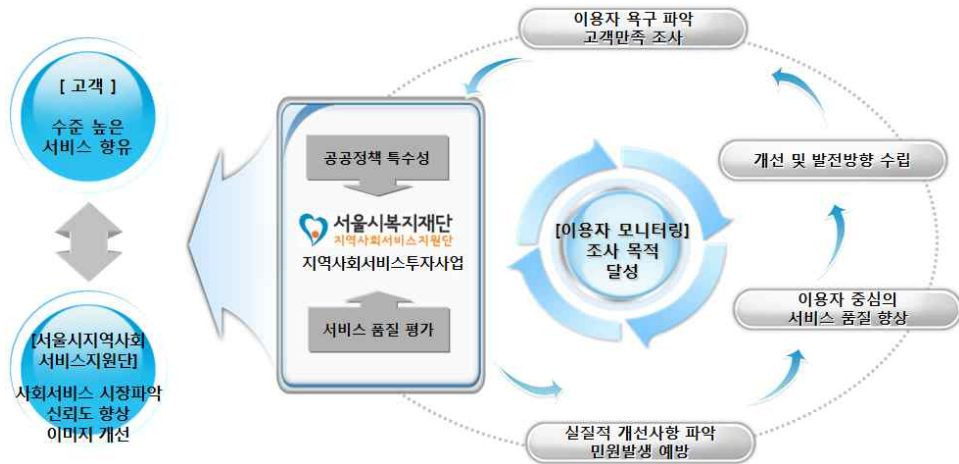 [ 고객 ]
수준 높은
서비스 향유
[서울시지역사회
서비스지원단]
사회서비스 시장파악
신뢰도 향상
이미지 개선
공공정책 특수성
서울시복지재단
지역사회서비스지원단
지역사회서비스투자사업
서비스 품질 평가
이용자 욕구 파악
고객만족 조사
개선 및 발전방향 수립
[이용자 모니터링]
조사 목적
달성
이용자 중심의
서비스 품질 향상
실질적 개선사항 파악
민원발생 예방